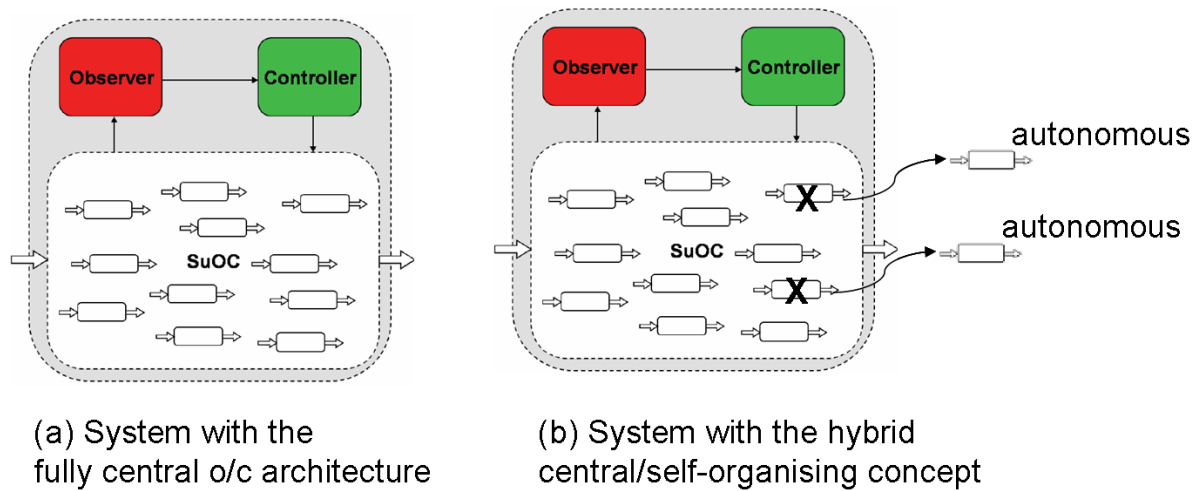 Observer
Controller
SuOC
(a) System with the
fully central o/c architecture
Observer
Controller
autonomous
X
autonomous
SuOC
X
(b) System with the hybrid
central/self-organising concept